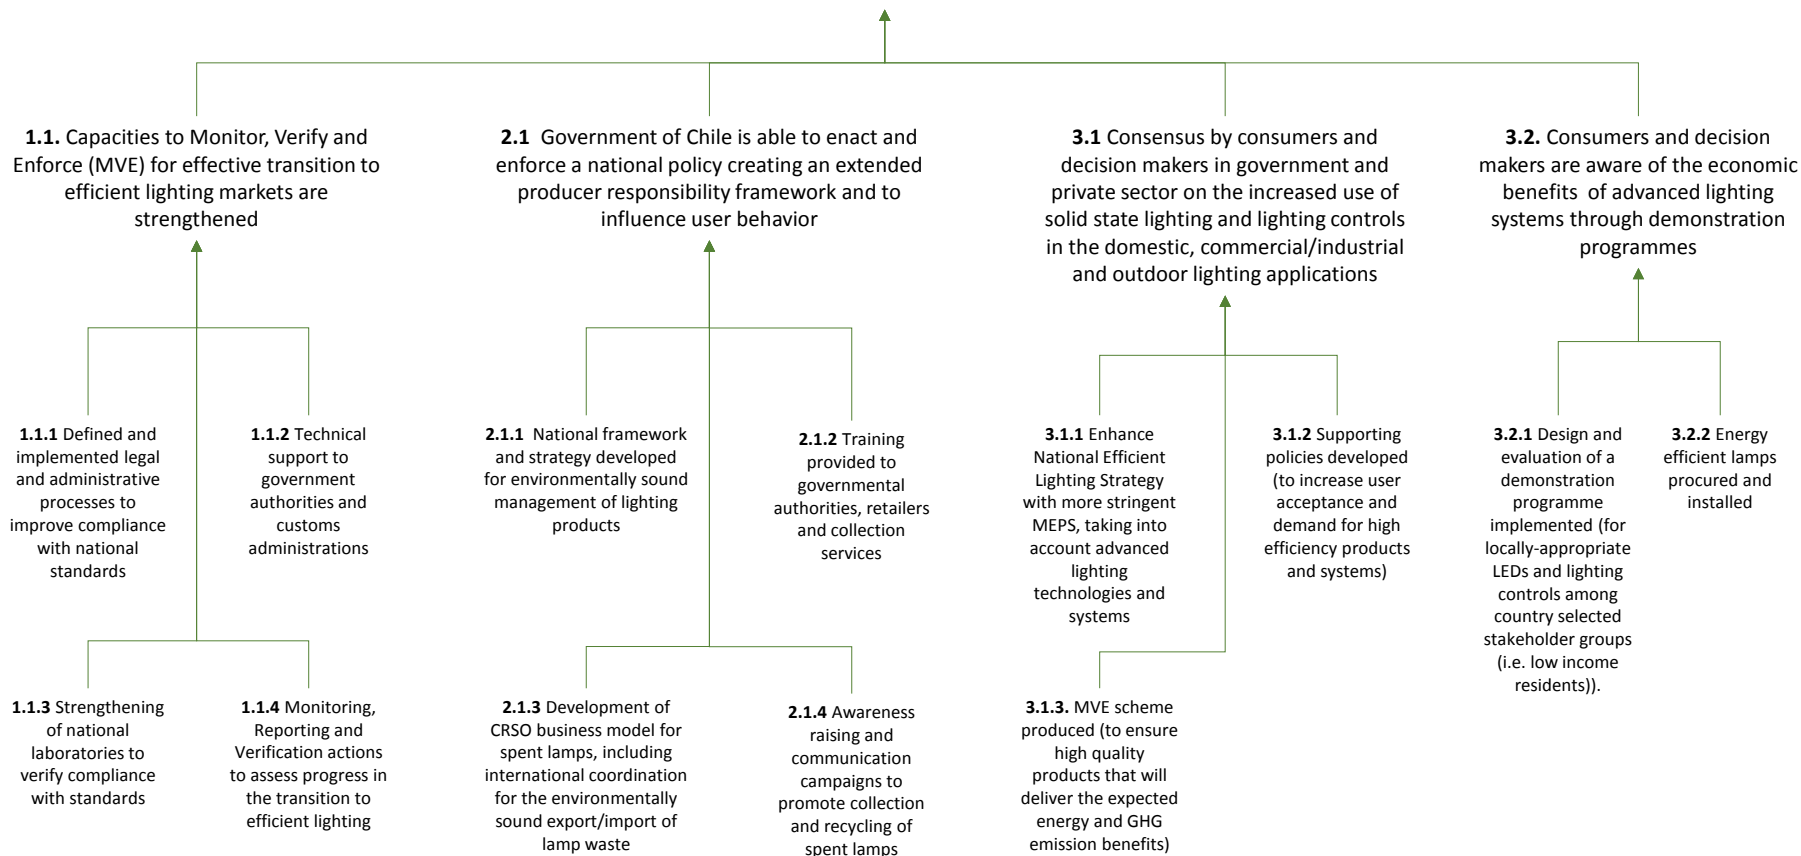 1.1. Capacities to Monitor, Verify and
Enforce (MVE) for effective transition to
efficient lighting markets are
strengthened
2.1 Government of Chile is able to enact and
enforce a national policy creating an extended
producer responsibility framework and to
influence user behavior
3.1 Consensus by consumers and
decision makers in government and
private sector on the increased use of
solid state lighting and lighting controls
in the domestic, commercial/industrial
and outdoor lighting applications
3.2. Consumers and decision
makers are aware of the economic
benefits of advanced lighting
systems through demonstration
programmes
1.1.1 Defined and
implemented legal
and administrative
processes to
improve compliance
with national
standards
1.1.2 Technical
support to
government
authorities and
customs
administrations
2.1.1 National framework
and strategy developed
for environmentally sound
management of lighting
products
2.1.2 Training
provided to
governmental
authorities, retailers
and collection
services
3.1.1 Enhance
National Efficient
Lighting Strategy
with more stringent
MEPS, taking into
account advanced
lighting
technologies and
systems
3.1.2 Supporting
policies developed
(to increase user
acceptance and
demand for high
efficiency products
and systems)
3.2.1 Design and
evaluation of a
demonstration
programme
implemented (for
locally-appropriate
LEDs and lighting
controls among
country selected
stakeholder groups
(i.e. low income
residents)).
3.2.2 Energy
efficient lamps
procured and
installed
1.1.3 Strengthening
of national
laboratories to
verify compliance
with standards
1.1.4 Monitoring,
Reporting and
Verification actions
to assess progress in
the transition to
efficient lighting
2.1.3 Development of
CRSO business model for
spent lamps, including
international coordination
for the environmentally
sound export/import of
lamp waste
2.1.4 Awareness
raising and
communication
campaigns to
promote collection
and recycling of
spent lamps
3.1.3. MVE scheme
produced (to ensure
high quality
products that will
deliver the expected
energy and GHG
emission benefits)